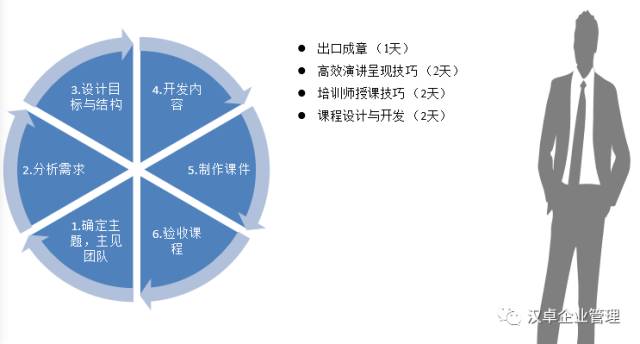 3.设计目
标与结构
4.开发内
容
2.分析需求
5.制作课件
1.确定主
题，主见
团队
6.验收课
程
● 出口成章（1天）
● 高效演讲呈现技巧（2天）
● 培训师授课技巧（2天）
● 课程设计与开发（2天）
汉卓企业管理